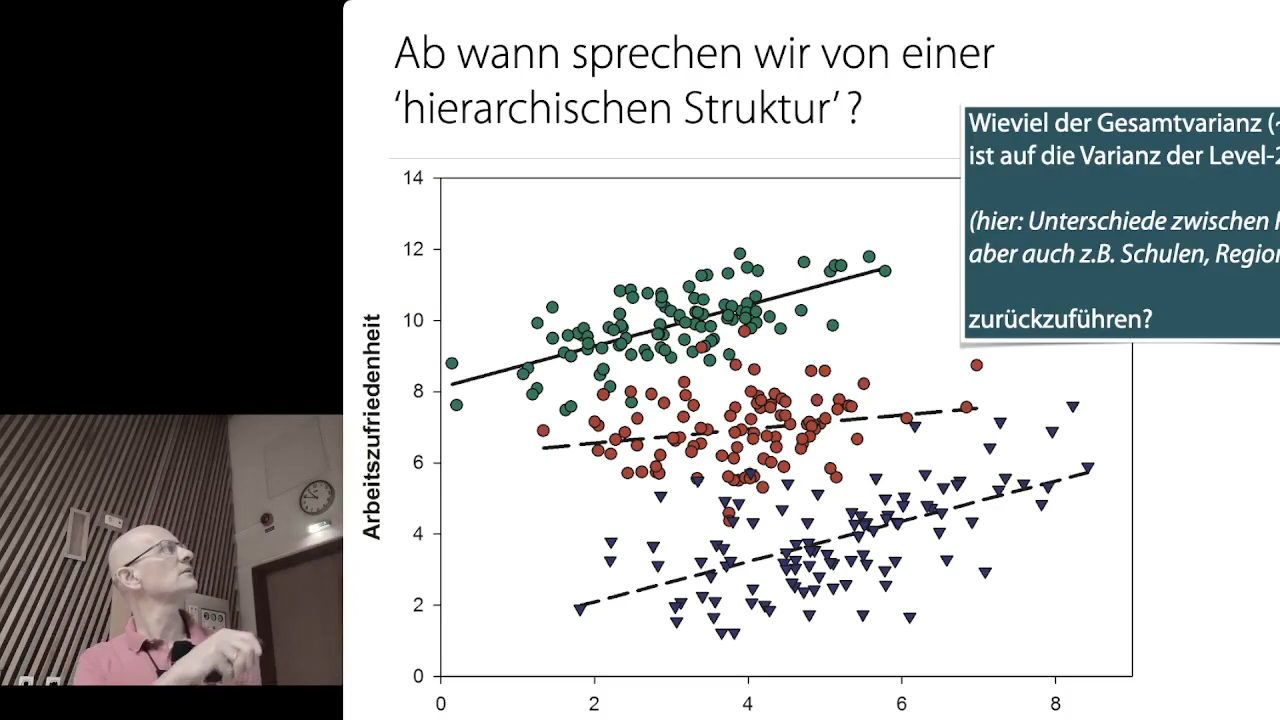 Ab wann sprechen wir von einer
‘hierarchischen Struktur’?
Wieviel der Gesamtvarianz (~
ist auf die Varianz der Level-2
(hier: Unterschiede zwischen
aber auch z.B. Schulen, Region
zurückzuführen?
14
12
10
8
6
4
2
0
Arbeitszufriedenheit
0 2 4 6 8